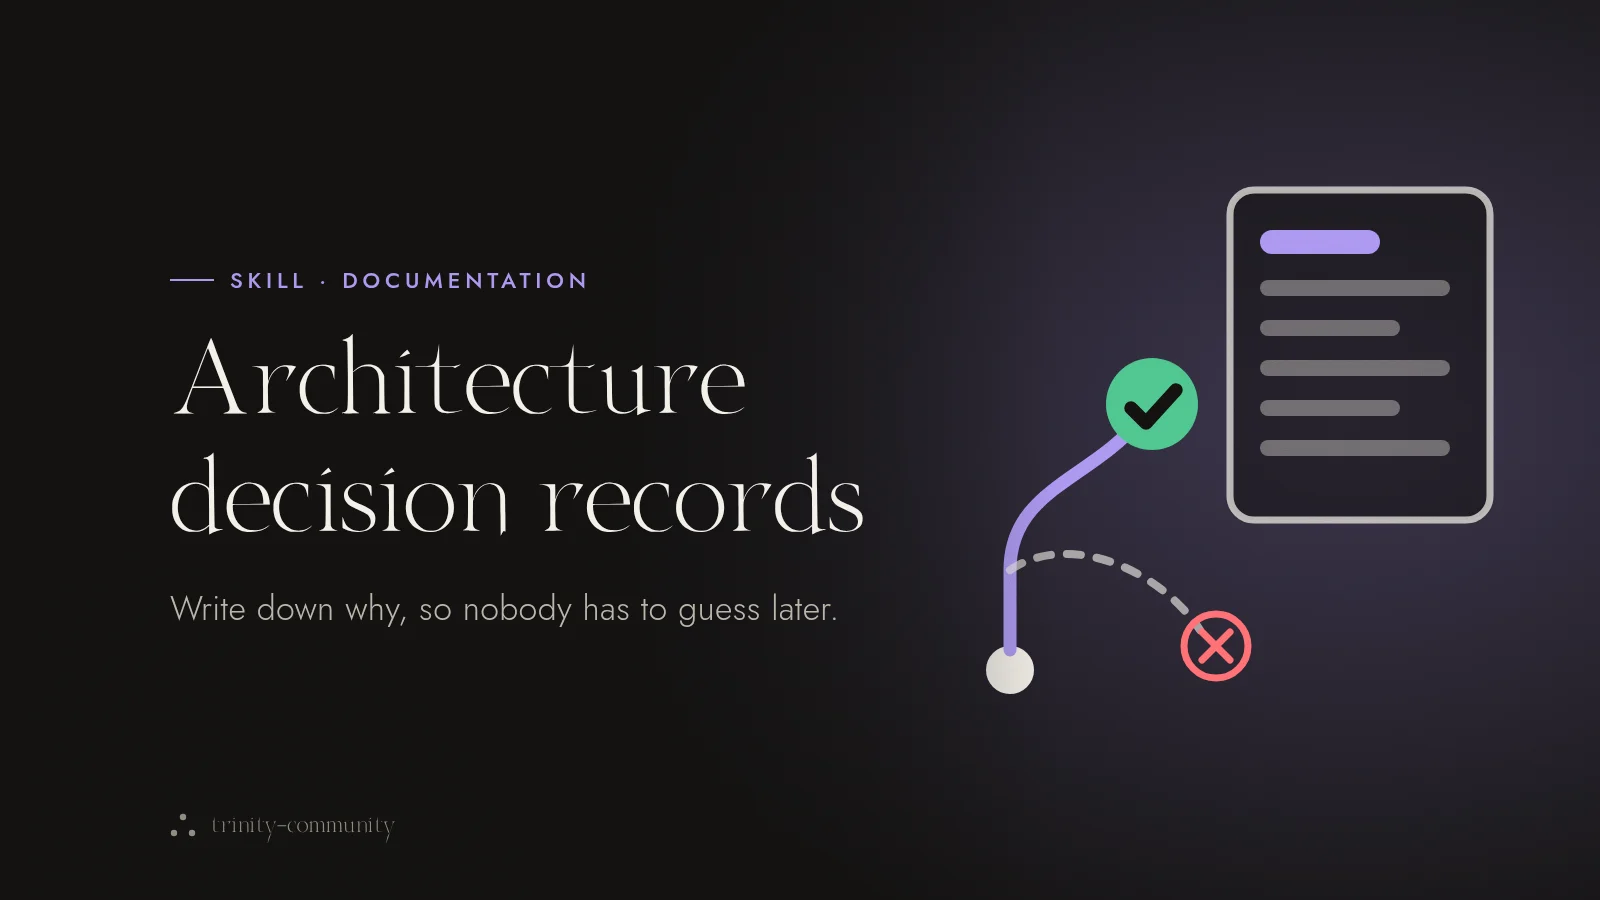 SKILL · DOCUMENTATION
Architecture
decision records
Write down why, so nobody has to guess later.
trinity-community